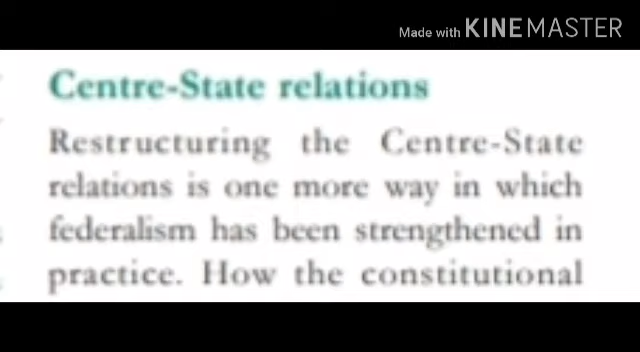 Made with KINEMASTER
Centre-State relations
Restructuring the Centre-State
relations is one more way in which
federalism has been strengthened in
practice. How the constitutional